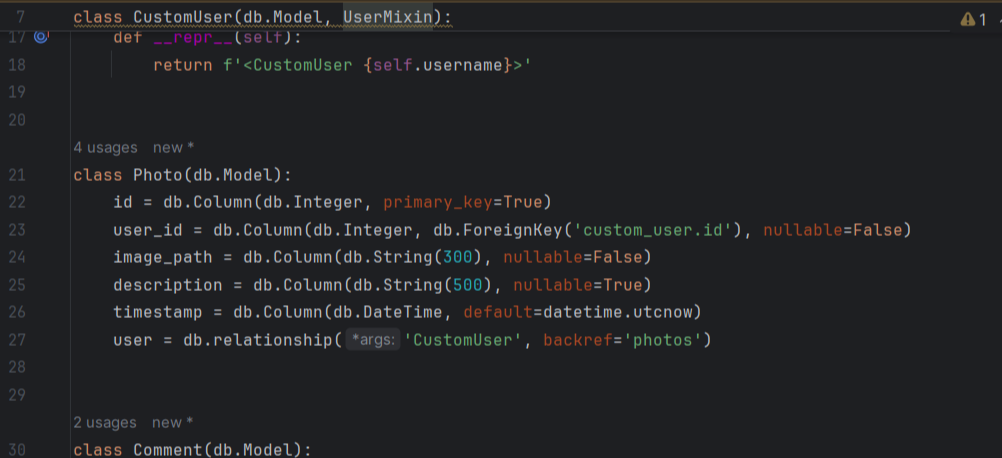 7 class CustomUser(db.Model, UserMixin): 1
17 def __repr__(self):
18 return f'<CustomUser {self.username}>'
19
20
4 usages new *
21 class Photo(db.Model):
22 id = db.Column(db.Integer, primary_key=True)
23 user_id = db.Column(db.Integer, db.ForeignKey('custom_user.id'), nullable=False)
24 image_path = db.Column(db.String(300), nullable=False)
25 description = db.Column(db.String(500), nullable=True)
26 timestamp = db.Column(db.DateTime, default=datetime.utcnow)
27 user = db.relationship( *args: 'CustomUser', backref='photos')
28
29
2 usages new *
30 class Comment(db.Model):